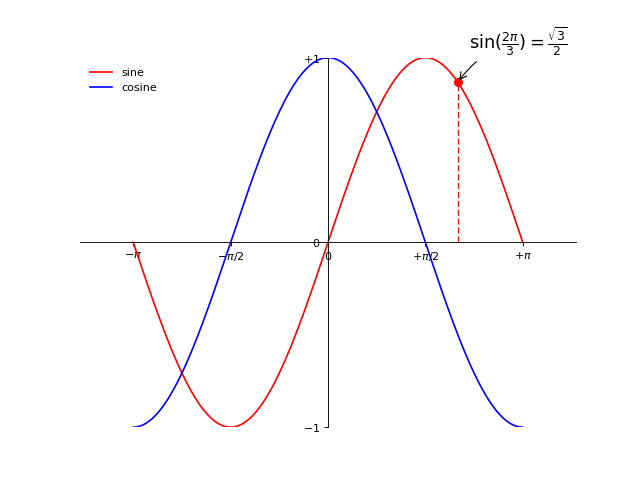 sin(2π/3) = √3/2
sine
cosine
+1
0
−π
−π/2
0
+π/2
+π
−1